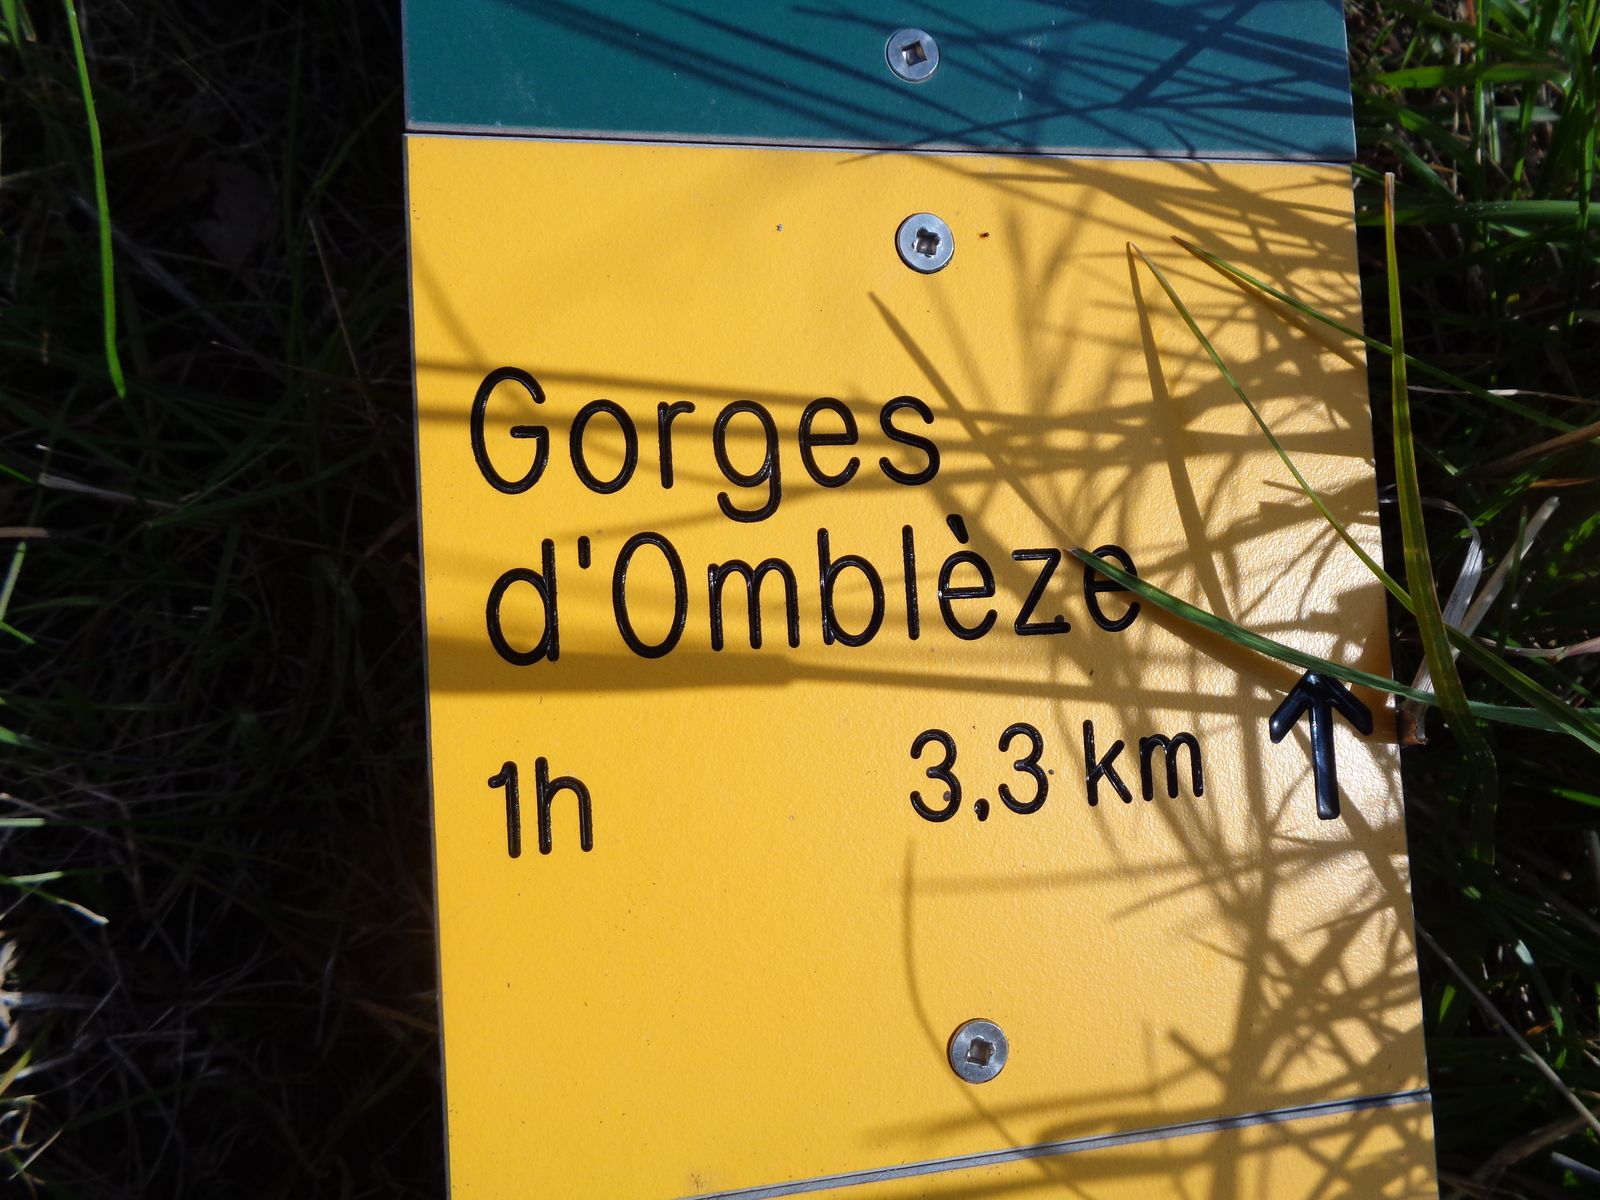 Gorges
d'Omblèze
1h 3,3 km ↑